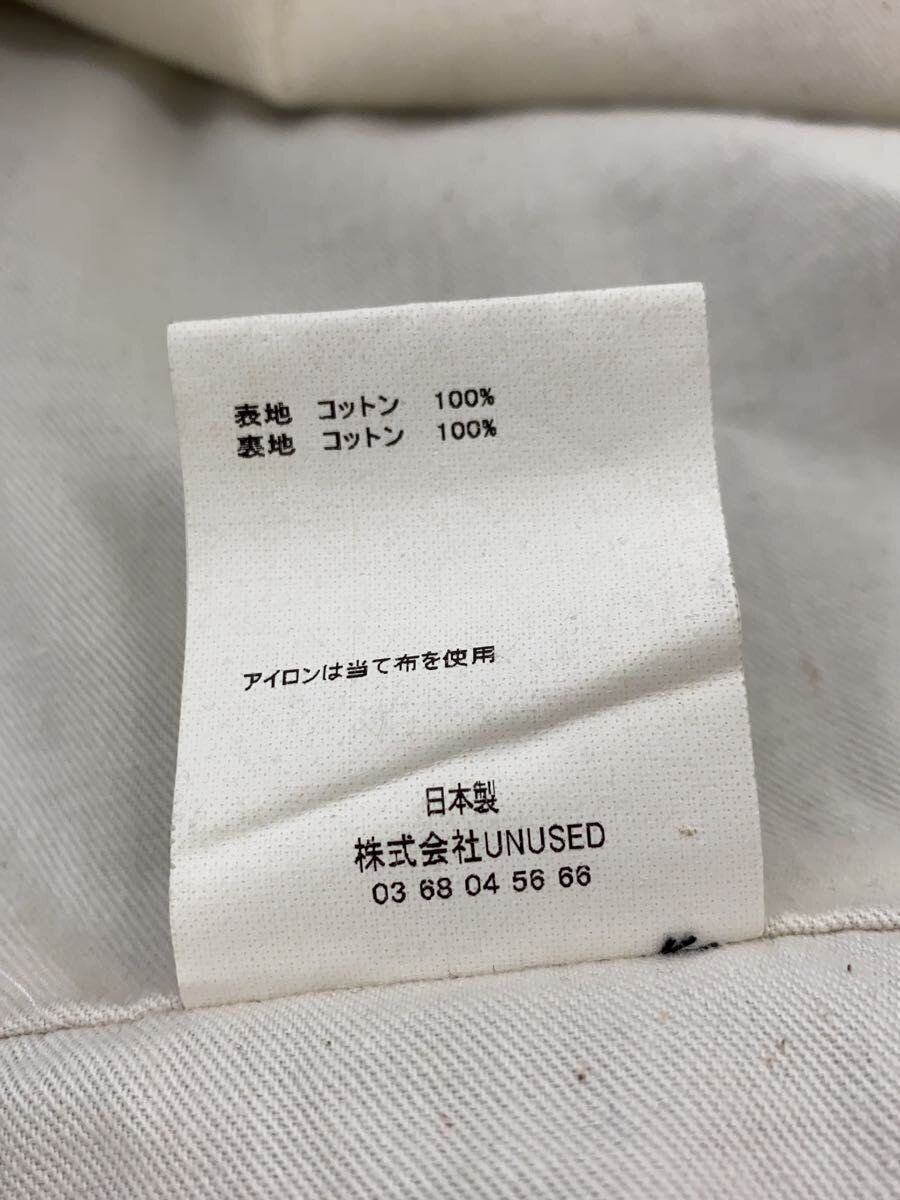 表地 コットン 100%
裏地 コットン 100%
アイロンは当て布を使用
日本製
株式会社UNUSED
03 68 04 56 66